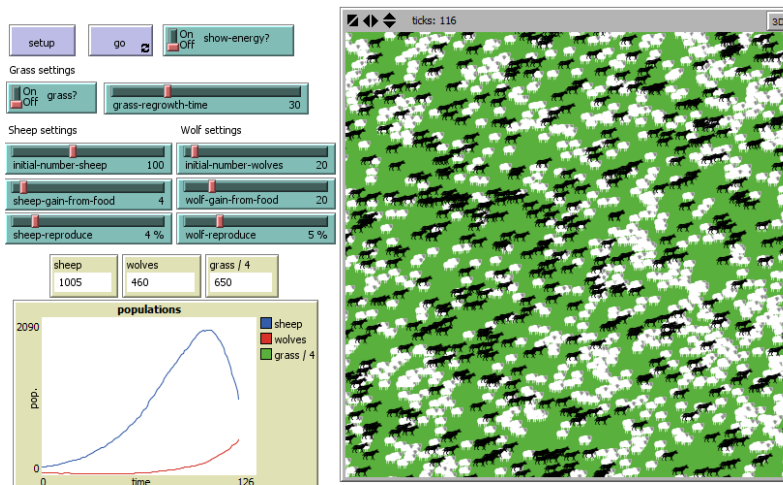 ticks: 116
3D
setup
go
On
Off
show-energy?
Grass settings
On
Off
grass?
grass-regrowth-time 30
Sheep settings
Wolf settings
initial-number-sheep 100
initial-number-wolves 20
sheep-gain-from-food 4
wolf-gain-from-food 20
sheep-reproduce 4 %
wolf-reproduce 5 %
sheep
1005
wolves
460
grass / 4
650
populations
2090
pop.
0
0
time
126
sheep
wolves
grass / 4